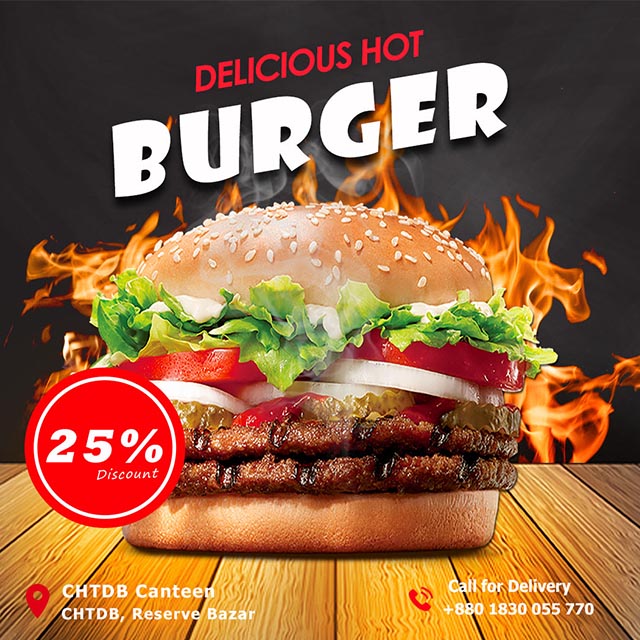 DELICIOUS HOT
BURGER
25%
Discount
CHTDB Canteen
CHTDB, Reserve Bazar
Call for Delivery
+880 1830 055 770